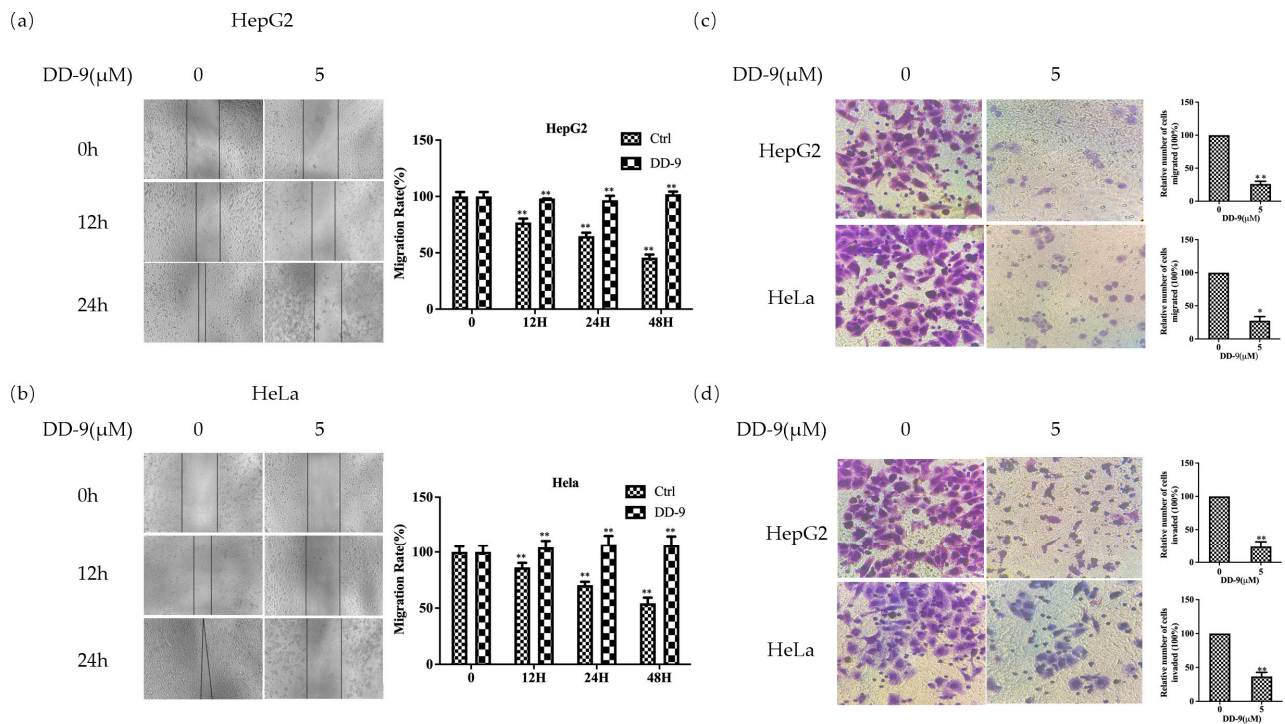 (a)
HepG2
DD-9(μM) 0 5
0h
12h
24h
HepG2
Ctrl
DD-9
Migration Rate(%)
150
100
50
0
** ** ** ** ** **
0 12H 24H 48H
(b)
HeLa
DD-9(μM) 0 5
0h
12h
24h
Hela
Ctrl
DD-9
Migration Rate(%)
150
100
50
0
** ** ** ** ** **
0 12H 24H 48H
(c)
DD-9(μM) 0 5
HepG2
HeLa
Relative number of cells
migrated (100%)
150
100
50
0
**
0 5
DD-9(μM)
Relative number of cells
migrated (100%)
150
100
50
0
*
0 5
DD-9(μM)
(d)
DD-9(μM) 0 5
HepG2
HeLa
Relative number of cells
invaded (100%)
150
100
50
0
**
0 5
DD-9(μM)
Relative number of cells
invaded (100%)
150
100
50
0
**
0 5
DD-9(μM)